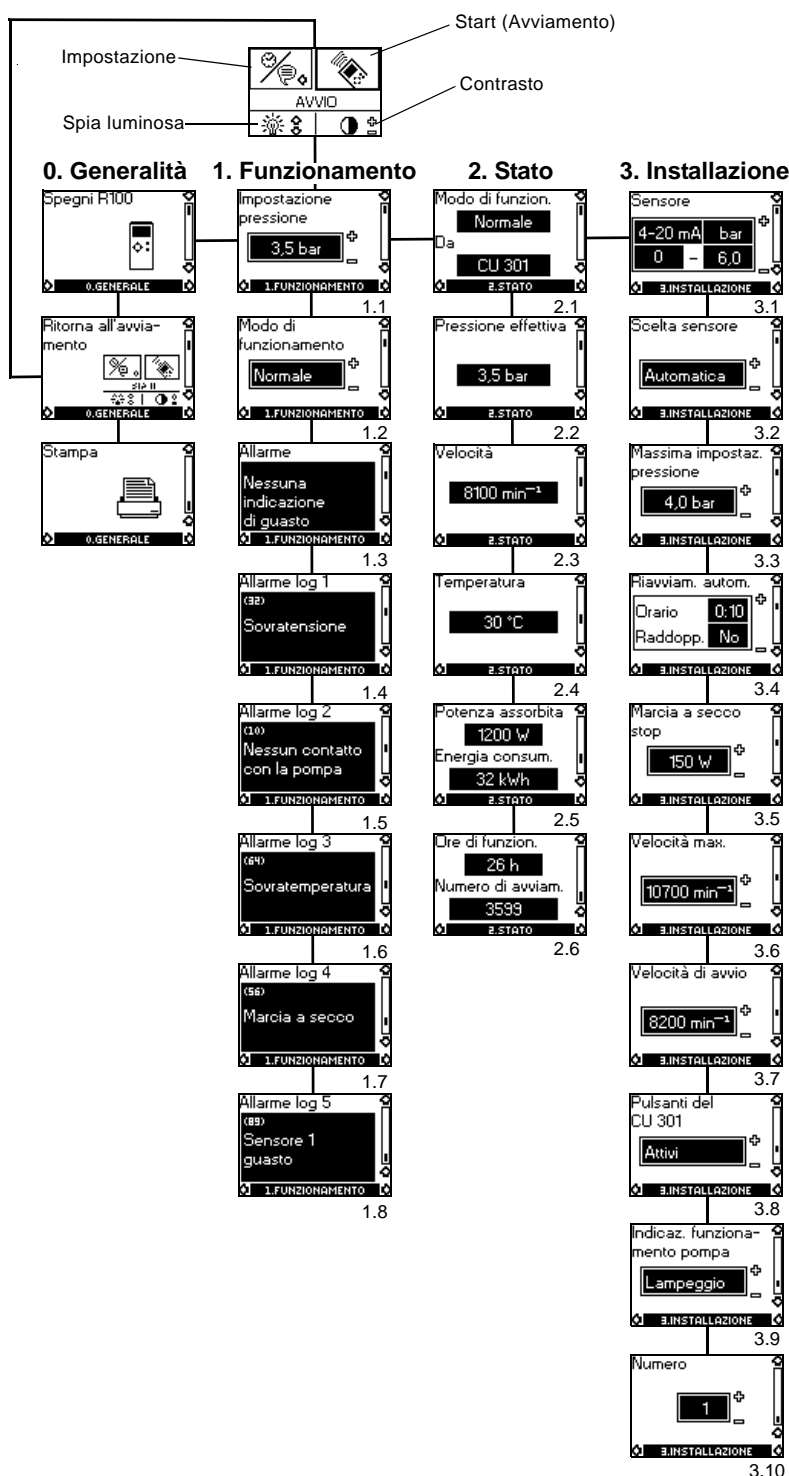 Start (Avviamento)
Impostazione
Contrasto
AVVIO
Spia luminosa
0. Generalità
1. Funzionamento
2. Stato
3. Installazione
Spegni R100
0.GENERALE
Ritorna all'avvia-
mento
0.GENERALE
Stampa
0.GENERALE
Impostazione
pressione
3,5 bar
1.FUNZIONAMENTO
1.1
Modo di
funzionamento
Normale
1.FUNZIONAMENTO
1.2
Allarme
Nessuna
indicazione
di guasto
1.FUNZIONAMENTO
1.3
Allarme log 1
(32)
Sovratensione
1.FUNZIONAMENTO
1.4
Allarme log 2
(10)
Nessun contatto
con la pompa
1.FUNZIONAMENTO
1.5
Allarme log 3
(64)
Sovratemperatura
1.FUNZIONAMENTO
1.6
Allarme log 4
(56)
Marcia a secco
1.FUNZIONAMENTO
1.7
Allarme log 5
(89)
Sensore 1
guasto
1.FUNZIONAMENTO
1.8
Modo di funzion.
Normale
Da
CU 301
2.STATO
2.1
Pressione effettiva
3,5 bar
2.STATO
2.2
Velocità
8100 min⁻¹
2.STATO
2.3
Temperatura
30 °C
2.STATO
2.4
Potenza assorbita
1200 W
Energia consum.
32 kWh
2.STATO
2.5
Ore di funzion.
26 h
Numero di avviam.
3599
2.STATO
2.6
Sensore
4-20 mA bar
0 - 6,0
3.INSTALLAZIONE
3.1
Scelta sensore
Automatica
3.INSTALLAZIONE
3.2
Massima impostaz.
pressione
4,0 bar
3.INSTALLAZIONE
3.3
Riavviam. autom.
Orario 0:10
Raddopp. No
3.INSTALLAZIONE
3.4
Marcia a secco
stop
150 W
3.INSTALLAZIONE
3.5
Velocità max.
10700 min⁻¹
3.INSTALLAZIONE
3.6
Velocità di avvio
8200 min⁻¹
3.INSTALLAZIONE
3.7
Pulsanti del
CU 301
Attivi
3.INSTALLAZIONE
3.8
Indicaz. funziona-
mento pompa
Lampeggio
3.INSTALLAZIONE
3.9
Numero
1
3.INSTALLAZIONE
3.10